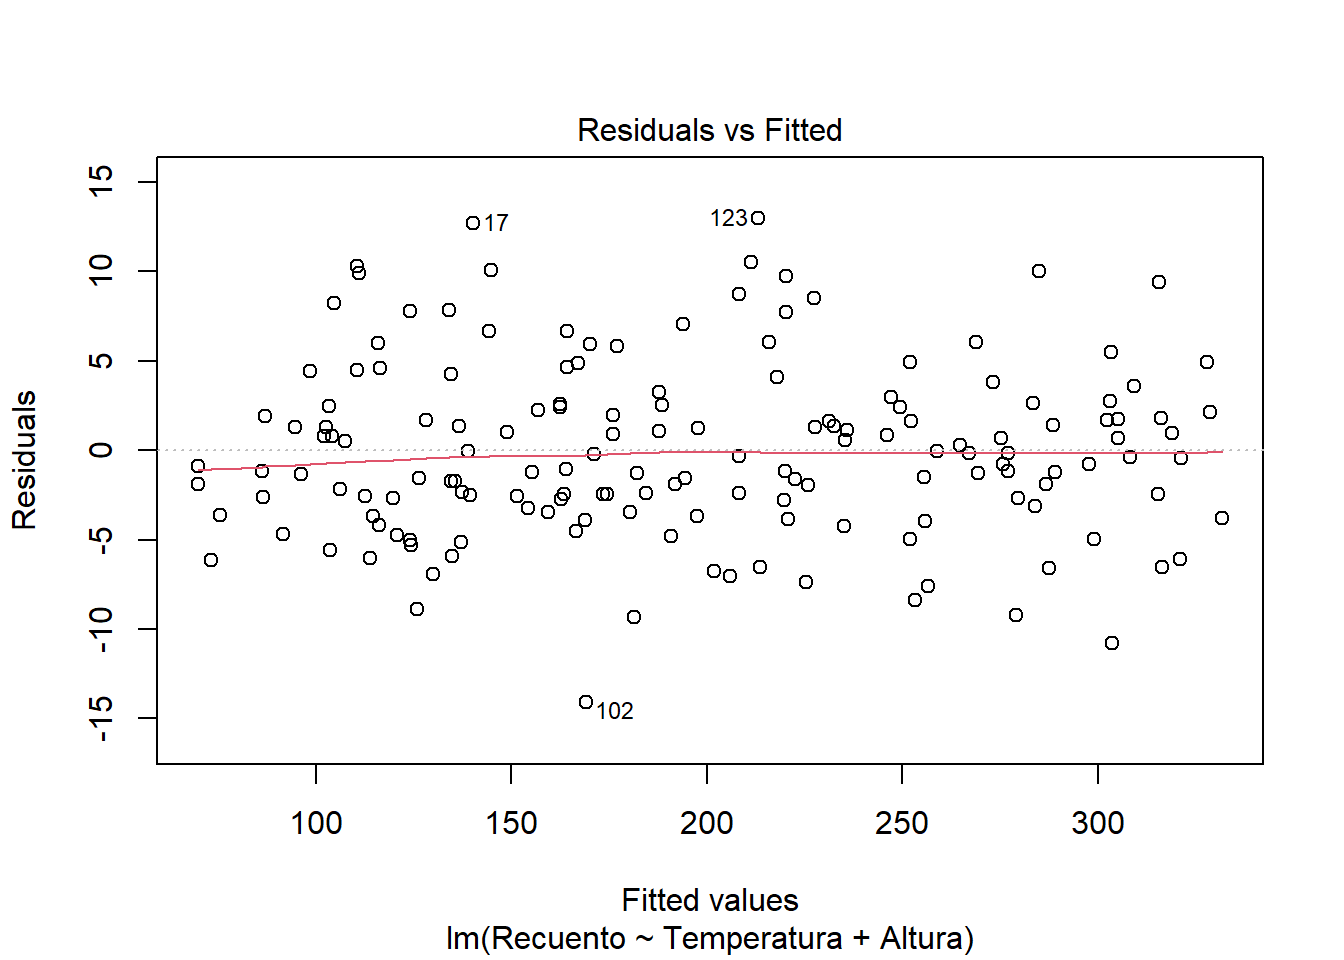 Residuals vs Fitted
15
10
5
0
-5
-10
-15
Residuals
17
123
102
100 150 200 250 300
Fitted values
lm(Recuento ~ Temperatura + Altura)